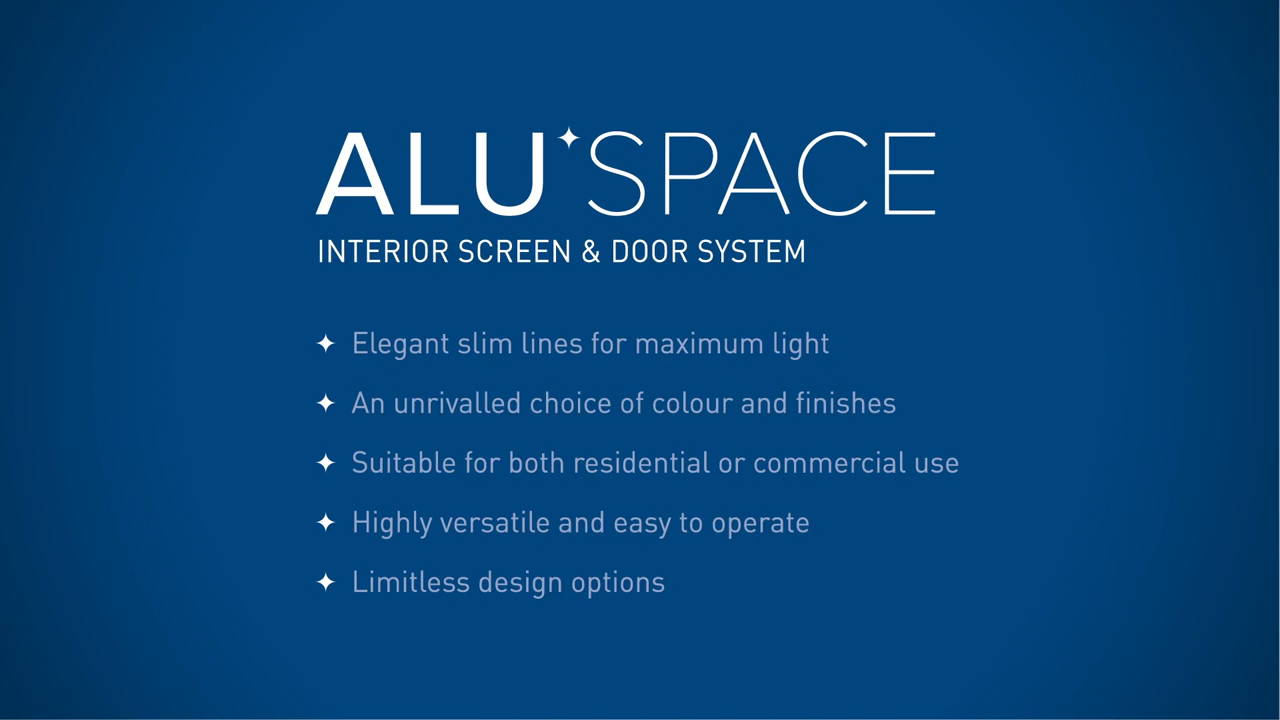 ALU✦SPACE
INTERIOR SCREEN & DOOR SYSTEM
✦ Elegant slim lines for maximum light
✦ An unrivalled choice of colour and finishes
✦ Suitable for both residential or commercial use
✦ Highly versatile and easy to operate
✦ Limitless design options